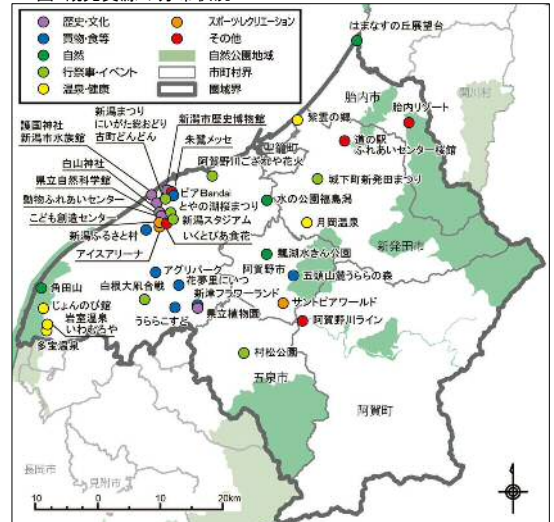 歴史・文化
買物・食等
自然
行祭事・イベント
温泉・健康
スポーツ・レクリエーション
その他
自然公園地域
市町村界
圏域界
はまなすの丘展望台
胎内市
関川村
胎内リゾート
紫雲の郷
聖籠町
道の駅
ふれあいセンター桜館
新潟まつり
にいがた総おどり
古町どんどん
新潟市歴史博物館
護国神社
新潟市水族館
朱鷺メッセ
阿賀野川ござれや花火
白山神社
県立自然科学館
ピアBandai
城下町新発田まつり
動物ふれあいセンター
とやの湖桜まつり
水の公園福島潟
こども創造センター
新潟スタジアム
月岡温泉
新潟ふるさと村
いくとぴあ食花
アイスアリーナ
新発田市
瓢湖水きん公園
アグリパーク
阿賀野市
五頭山麓うららの森
角田山
花夢里にいつ
白根大凧合戦
新津フラワーランド
サントピアワールド
じょんのび館
岩室温泉
いわむろや
うららこすど
県立植物園
阿賀野川ライン
多宝温泉
村松公園
五泉市
阿賀町
長岡市
見附市
10
0
10
20km